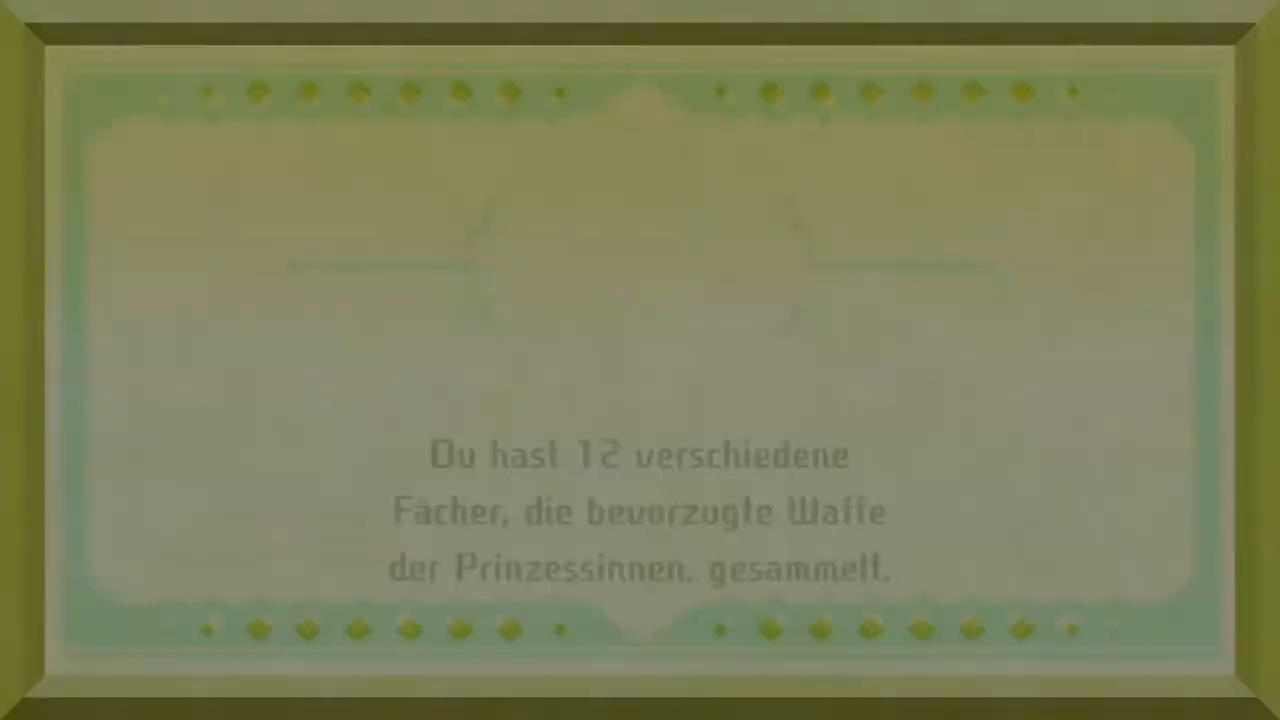 Du hast 12 verschiedene
Fächer, die bevorzugte Waffe
der Prinzessinnen, gesammelt.